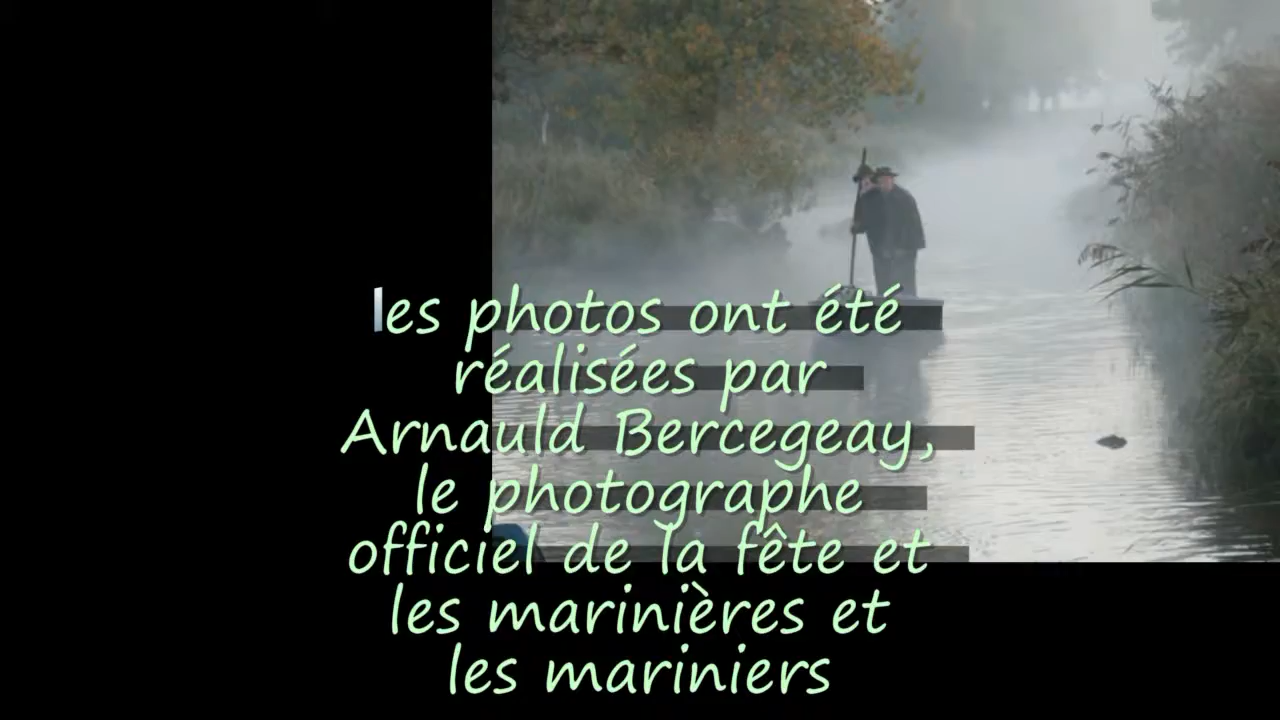 les photos ont été
réalisées par
Arnauld Bercegeay,
le photographe
officiel de la fête et
les marinières et
les mariniers